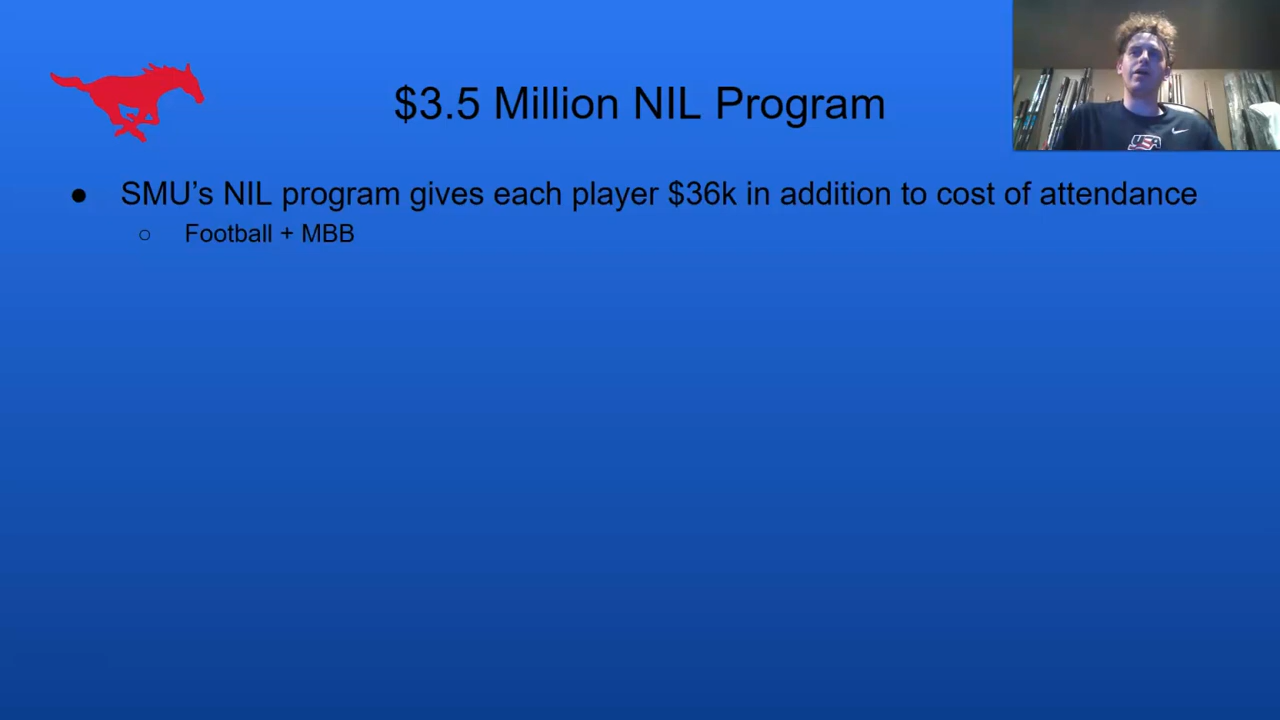 $3.5 Million NIL Program
● SMU’s NIL program gives each player $36k in addition to cost of attendance
○ Football + MBB
USA